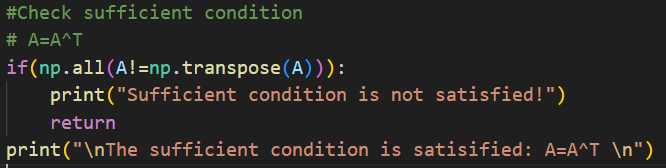 #Check sufficient condition
# A=A^T
if(np.all(A!=np.transpose(A))):
print("Sufficient condition is not satisfied!")
return
print("\nThe sufficient condition is satisified: A=A^T \n")